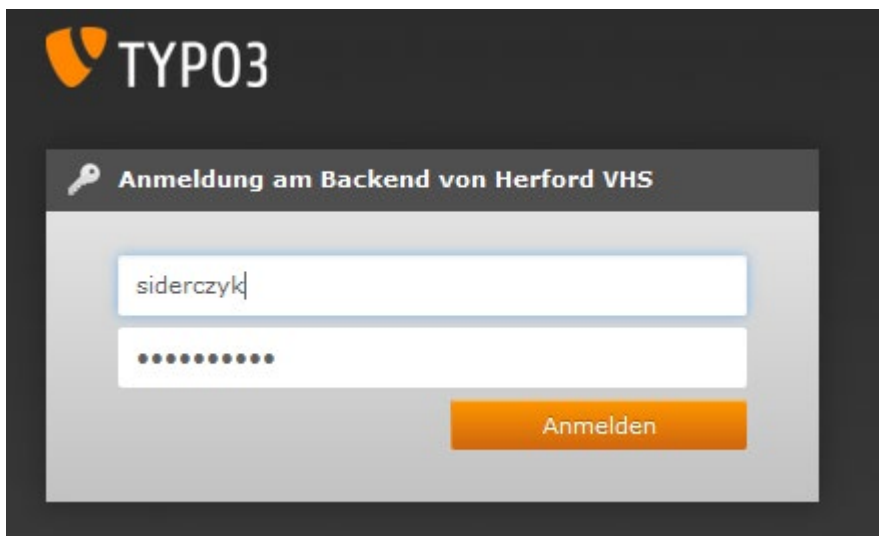 TYPO3
Anmeldung am Backend von Herford VHS
siderczyk
••••••••••
Anmelden